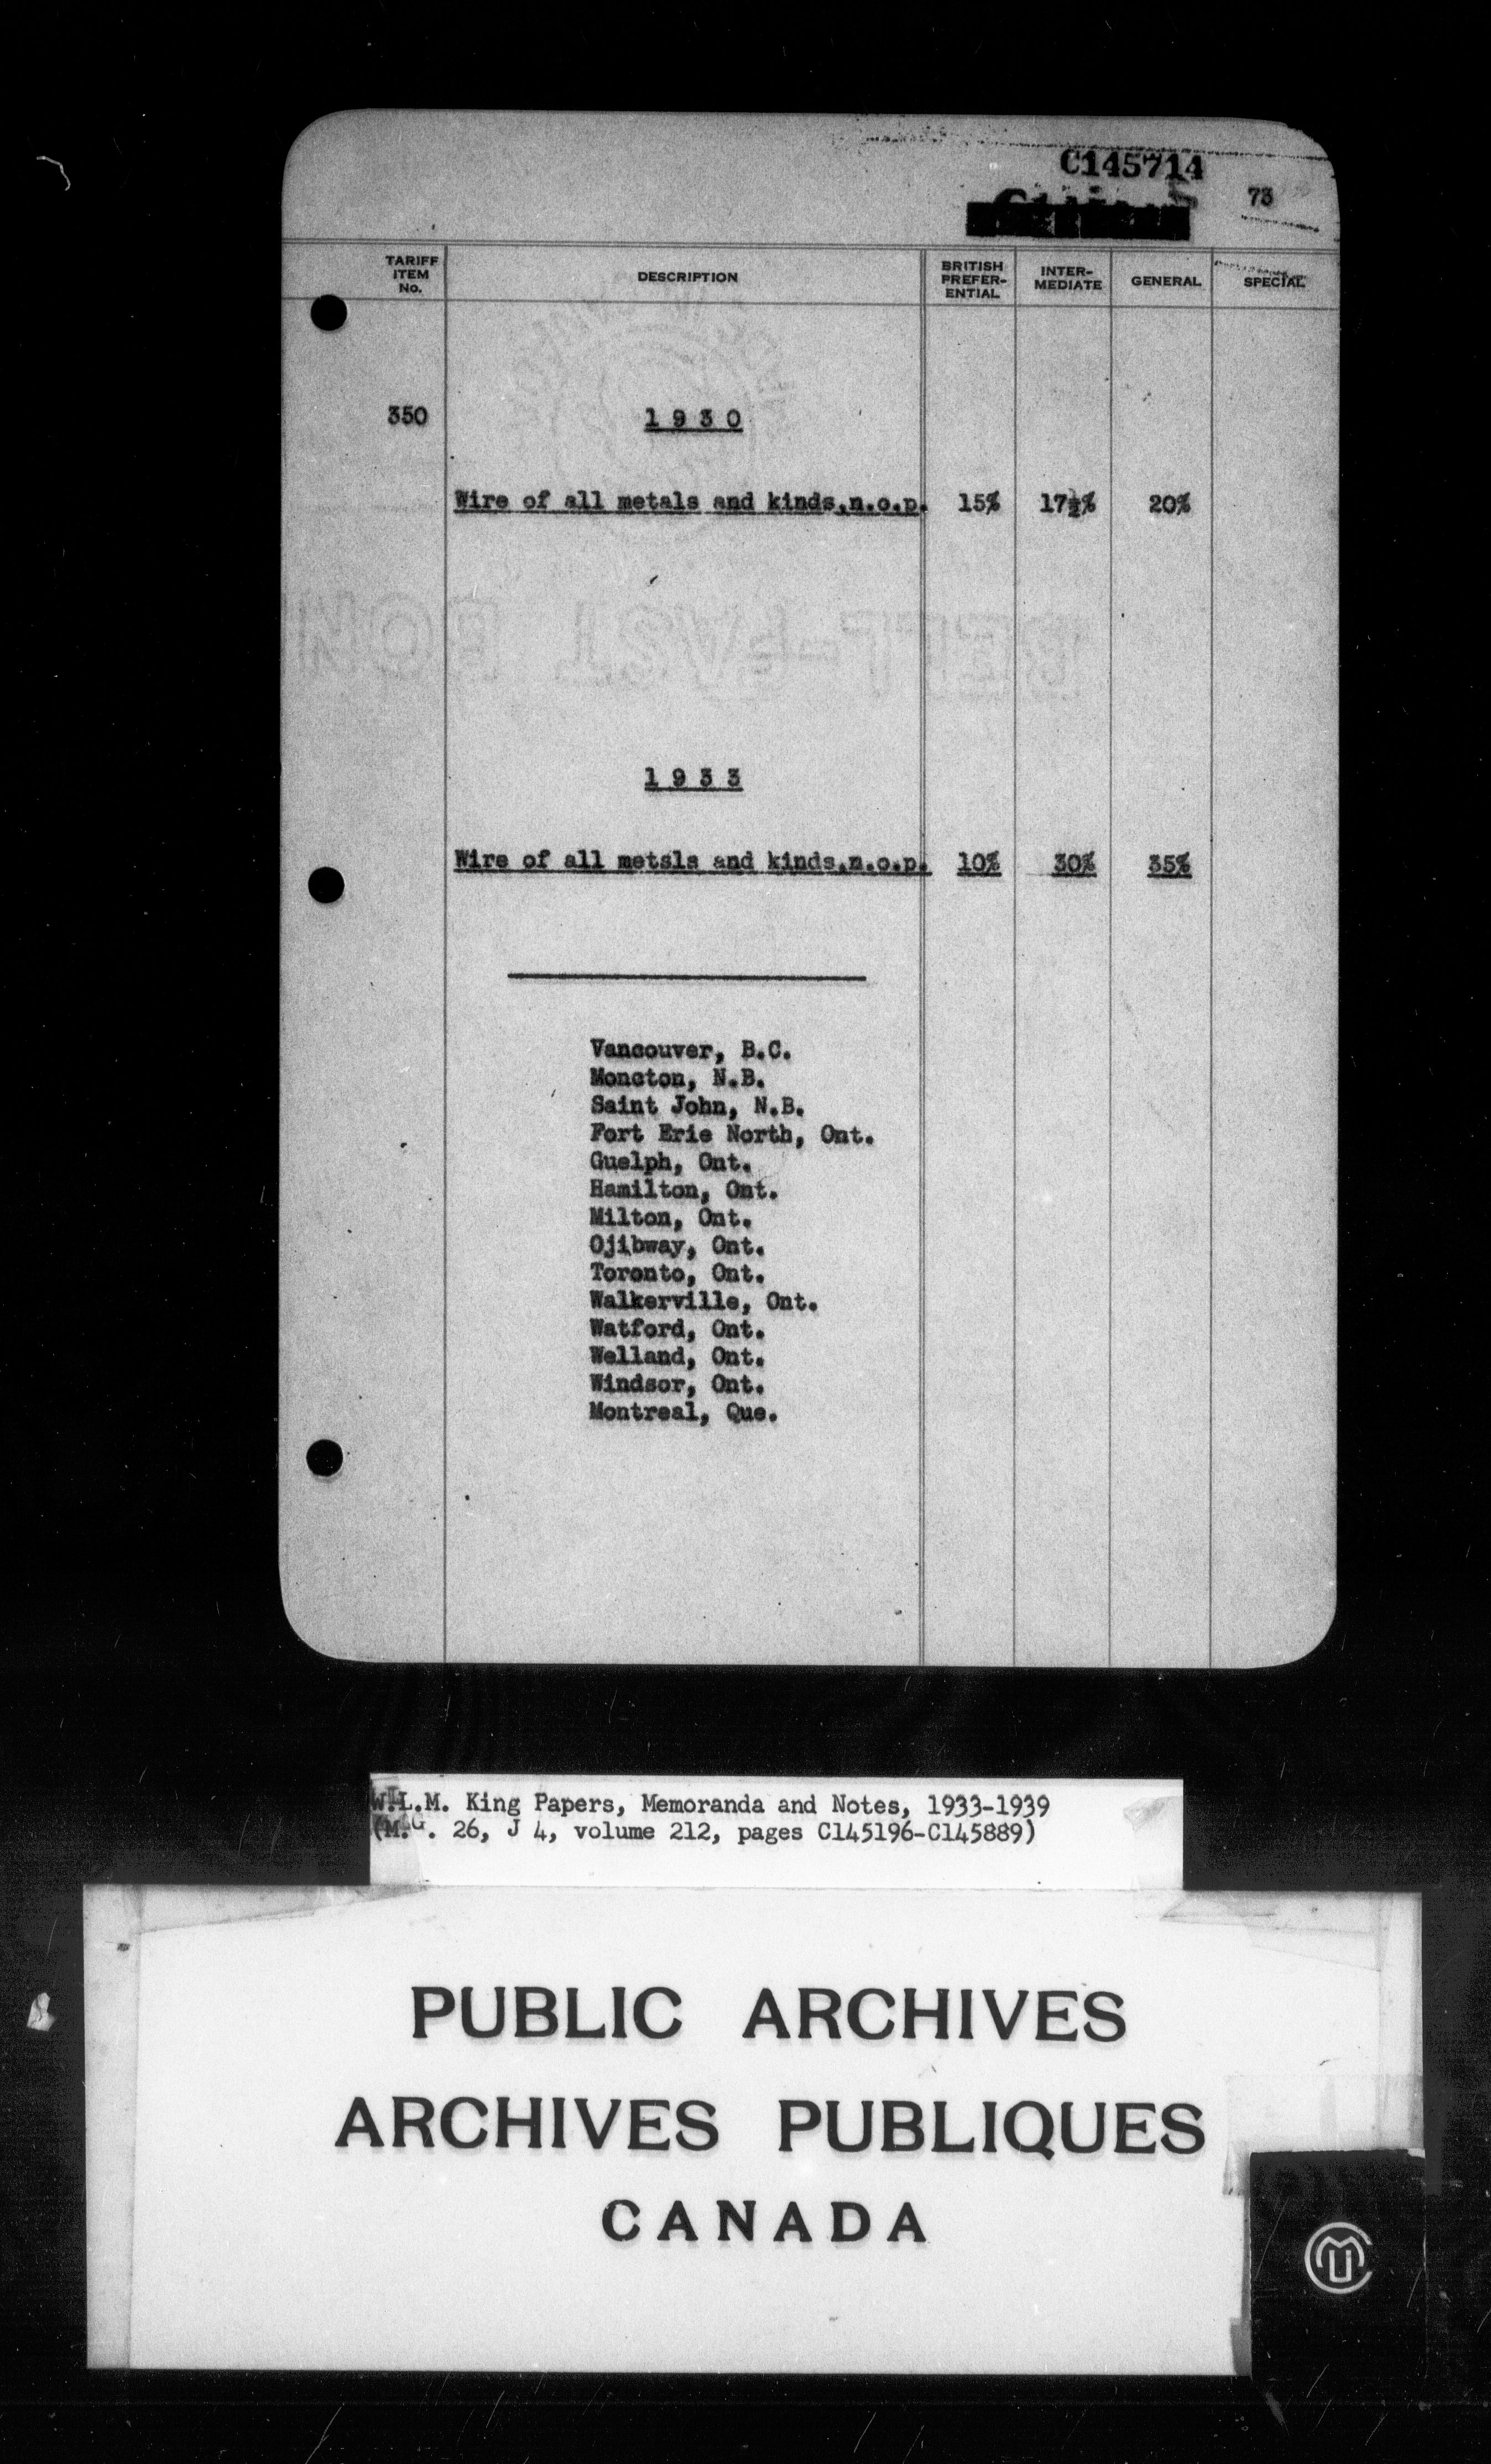 C145714
73
TARIFF ITEM No. DESCRIPTION BRITISH PREFER-ENTIAL INTER-MEDIATE GENERAL SPECIAL
350 1 9 3 0
Wire of all metals and kinds,n.o.p. 15% 17½% 20%
1 9 3 3
Wire of all metals and kinds,n.o.p. 10% 30% 35%
Vancouver, B.C.
Moncton, N.B.
Saint John, N.B.
Fort Erie North, Ont.
Guelph, Ont.
Hamilton, Ont.
Milton, Ont.
Ojibway, Ont.
Toronto, Ont.
Walkerville, Ont.
Watford, Ont.
Welland, Ont.
Windsor, Ont.
Montreal, Que.
W.L.M. King Papers, Memoranda and Notes, 1933-1939
(M.G. 26, J 4, volume 212, pages C145196-C145889)
PUBLIC ARCHIVES
ARCHIVES PUBLIQUES
CANADA